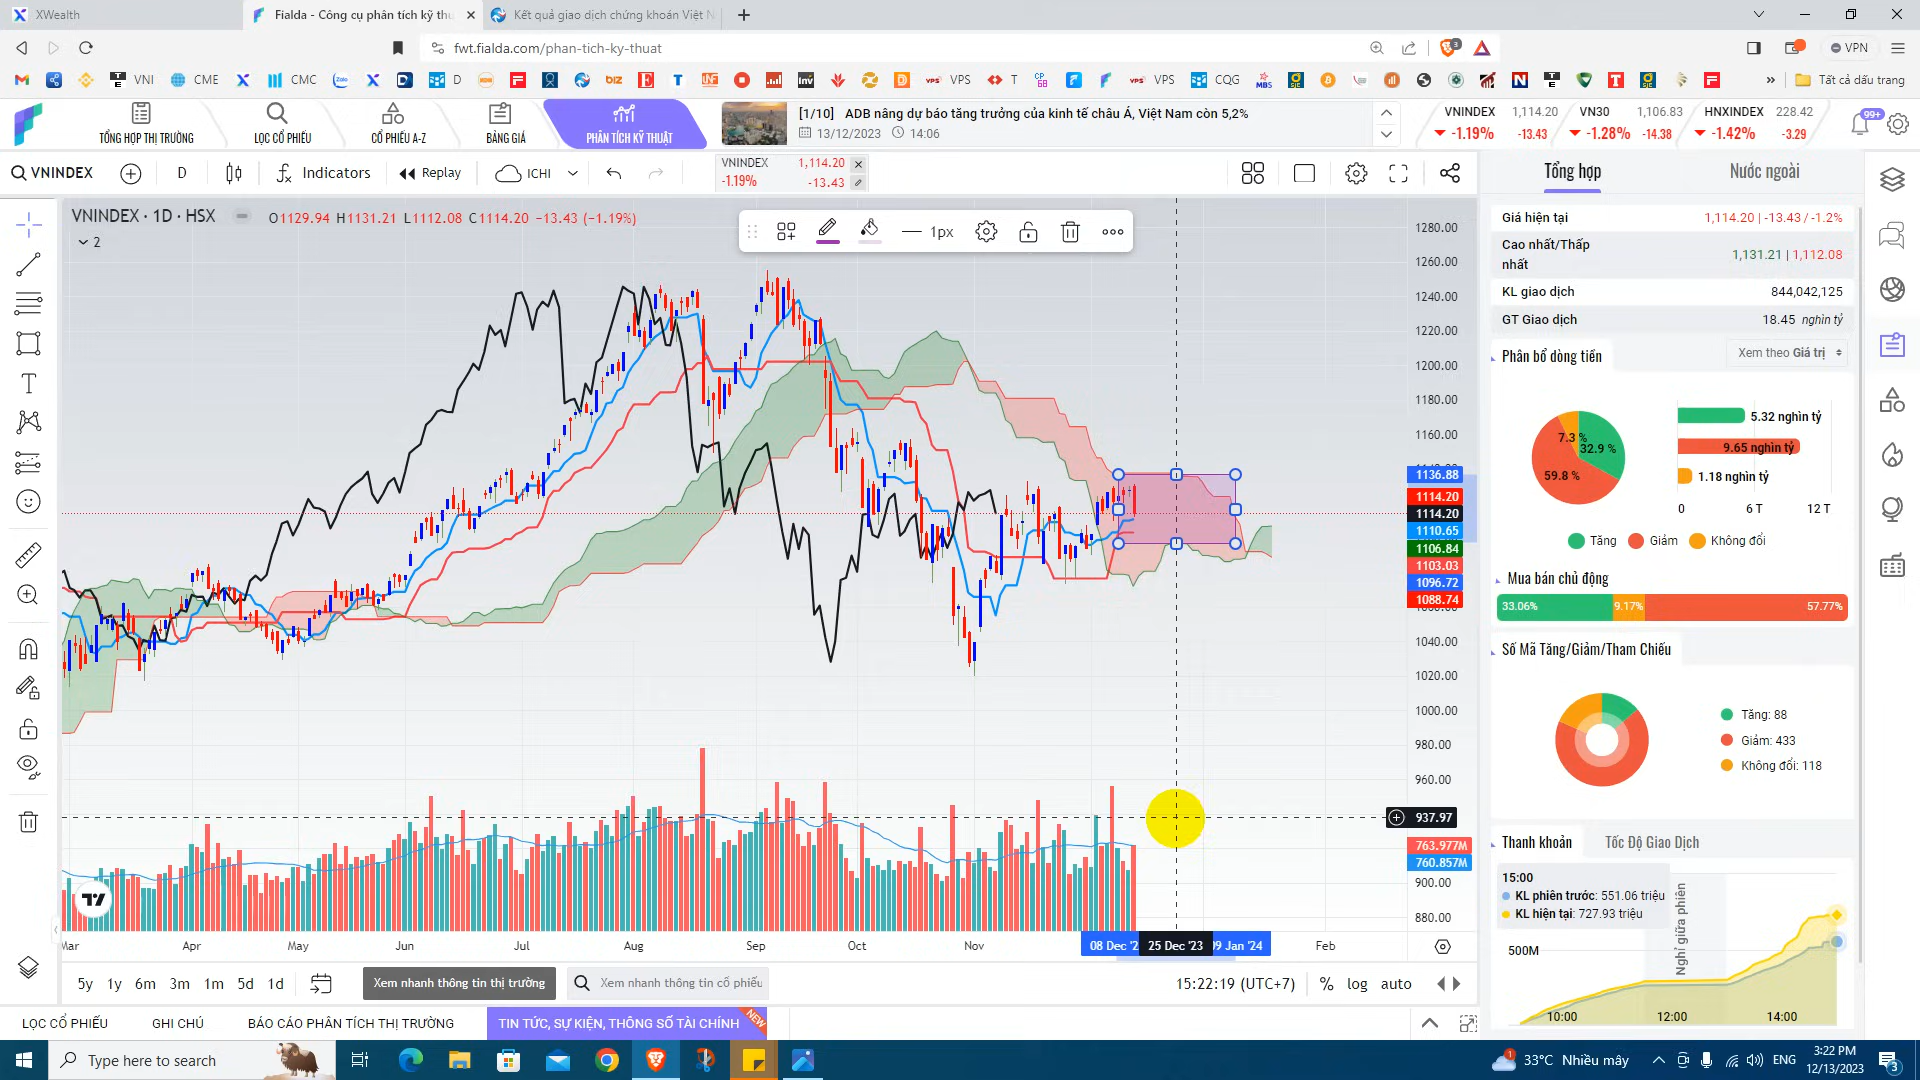 XWealth
Fialda - Công cụ phân tích kỹ thu
Kết quả giao dịch chứng khoán Việt N
fwt.fialda.com/phan-tich-ky-thuat
VPN
VNI
CME
CMC
D
VPS
T
VPS
CQG
Tất cả dấu trang
TỔNG HỢP THỊ TRƯỜNG
LỌC CỔ PHIẾU
CỔ PHIẾU A-Z
BẢNG GIÁ
PHÂN TÍCH KỸ THUẬT
[1/10] ADB nâng dự báo tăng trưởng của kinh tế châu Á, Việt Nam còn 5,2%
13/12/2023 14:06
VNINDEX 1,114.20
-1.19% -13.43
VN30 1,106.83
-1.28% -14.38
HNXINDEX 228.42
-1.42% -3.29
99+
VNINDEX
D
Indicators
Replay
ICHI
VNINDEX 1,114.20
-1.19% -13.43
VNINDEX · 1D · HSX O1129.94 H1131.21 L1112.08 C1114.20 −13.43 (−1.19%)
2
1px
1280.00
1260.00
1240.00
1220.00
1200.00
1180.00
1160.00
1136.88
1114.20
1114.20
1110.65
1106.84
1103.03
1096.72
1088.74
1040.00
1020.00
1000.00
980.00
960.00
937.97
763.977M
760.857M
900.00
880.00
Mar Apr May Jun Jul Aug Sep Oct Nov 08 Dec '2 25 Dec '23 09 Jan '24 Feb
5y 1y 6m 3m 1m 5d 1d
Xem nhanh thông tin thị trường
Xem nhanh thông tin cổ phiếu
15:22:19 (UTC+7)
% log auto
LỌC CỔ PHIẾU
GHI CHÚ
BÁO CÁO PHÂN TÍCH THỊ TRƯỜNG
TIN TỨC, SỰ KIỆN, THÔNG SỐ TÀI CHÍNH
NEW
Tổng hợp
Nước ngoài
Giá hiện tại 1,114.20 | -13.43 / -1.2%
Cao nhất/Thấp nhất 1,131.21 | 1,112.08
KL giao dịch 844,042,125
GT Giao dịch 18.45 nghìn tỷ
Phân bổ dòng tiền
Xem theo Giá trị
7.3 %
32.9 %
59.8 %
5.32 nghìn tỷ
9.65 nghìn tỷ
1.18 nghìn tỷ
0 6 T 12 T
Tăng Giảm Không đổi
Mua bán chủ động
33.06% 9.17% 57.77%
Số Mã Tăng/Giảm/Tham Chiếu
Tăng: 88
Giảm: 433
Không đổi: 118
Thanh khoản
Tốc Độ Giao Dịch
15:00
KL phiên trước: 551.06 triệu
KL hiện tại: 727.93 triệu
Nghỉ giữa phiên
500M
10:00 12:00 14:00
Type here to search
33°C Nhiều mây
ENG
3:22 PM
12/13/2023
3